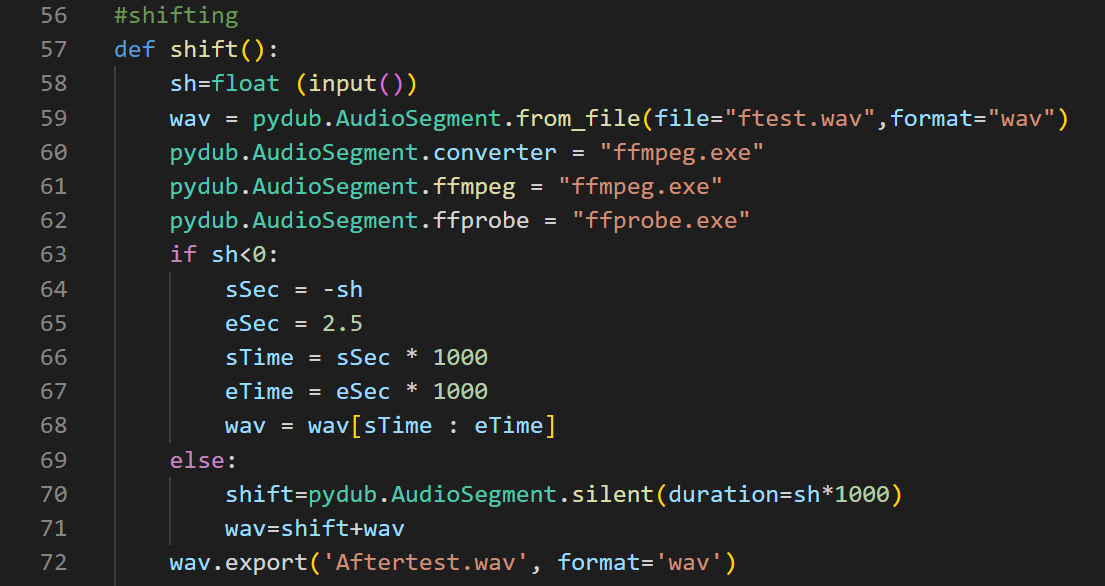 56 #shifting
57 def shift():
58     sh=float (input())
59     wav = pydub.AudioSegment.from_file(file="ftest.wav",format="wav")
60     pydub.AudioSegment.converter = "ffmpeg.exe"
61     pydub.AudioSegment.ffmpeg = "ffmpeg.exe"
62     pydub.AudioSegment.ffprobe = "ffprobe.exe"
63     if sh<0:
64         sSec = -sh
65         eSec = 2.5
66         sTime = sSec * 1000
67         eTime = eSec * 1000
68         wav = wav[sTime : eTime]
69     else:
70         shift=pydub.AudioSegment.silent(duration=sh*1000)
71         wav=shift+wav
72     wav.export('Aftertest.wav', format='wav')